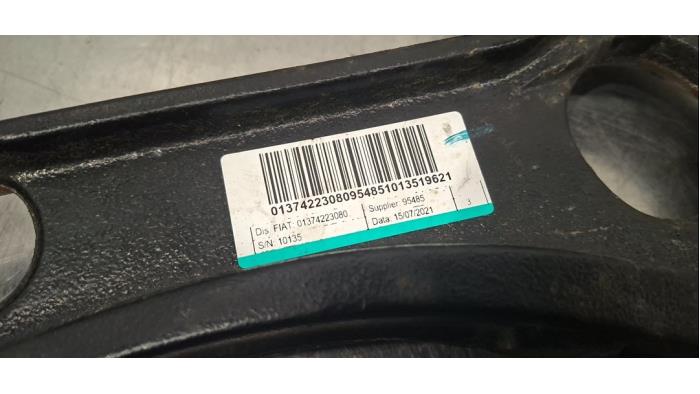 01374223080954851013519621
Dis. FIAT: 01374223080 Supplier: 95485
S/N: 10135 Data: 15/07/2021 3